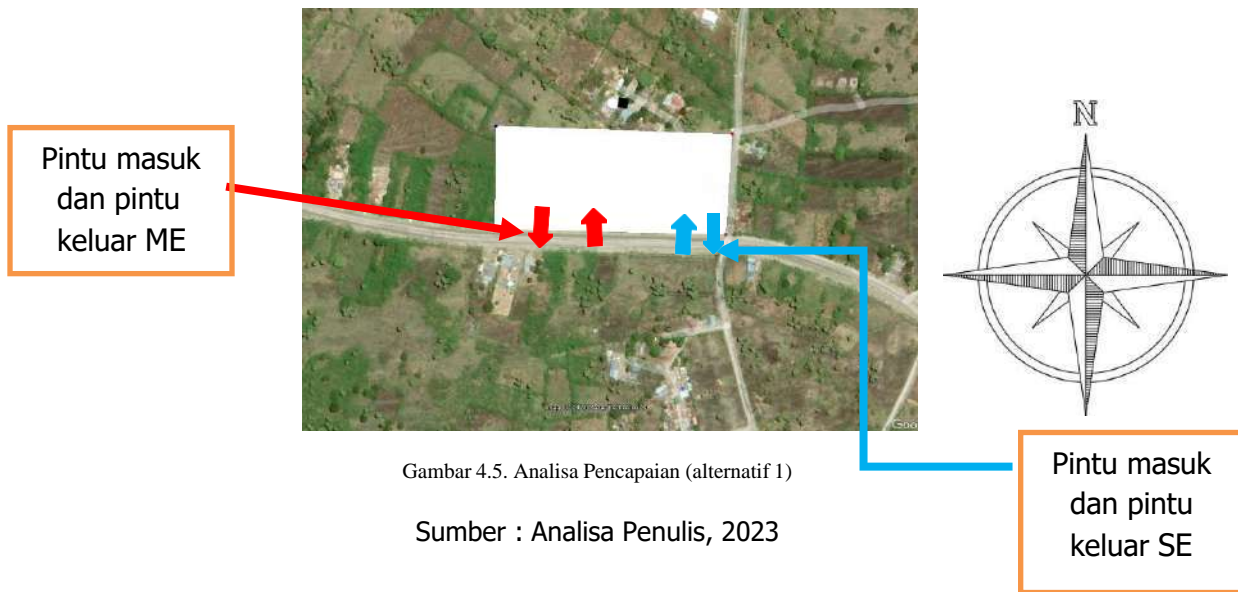 N
Pintu masuk
dan pintu
keluar ME
Gambar 4.5. Analisa Pencapaian (alternatif 1)
Sumber : Analisa Penulis, 2023
Pintu masuk
dan pintu
keluar SE